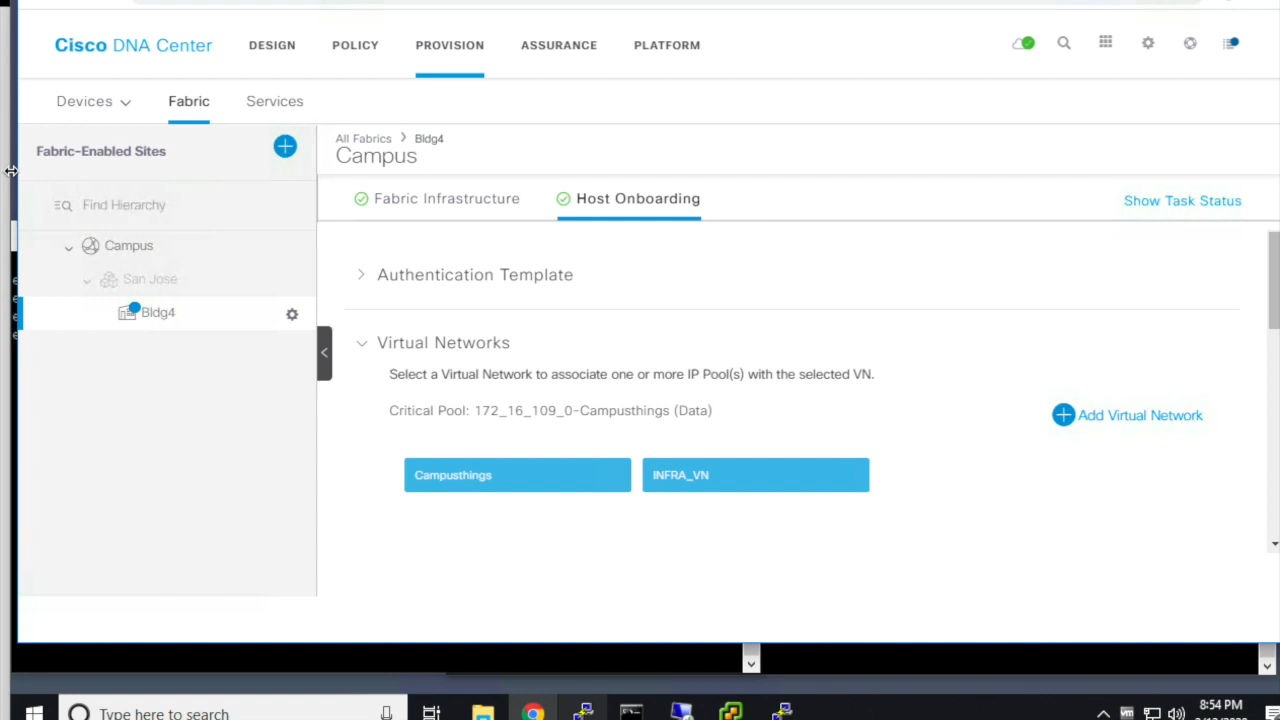 Cisco DNA Center DESIGN POLICY PROVISION ASSURANCE PLATFORM
Devices Fabric Services
Fabric-Enabled Sites
Find Hierarchy
Campus
San Jose
Bldg4
All Fabrics > Bldg4
Campus
Fabric Infrastructure Host Onboarding Show Task Status
Authentication Template
Virtual Networks
Select a Virtual Network to associate one or more IP Pool(s) with the selected VN.
Critical Pool: 172_16_109_0-Campusthings (Data)
Add Virtual Network
Campusthings INFRA_VN
Type here to search
8:54 PM